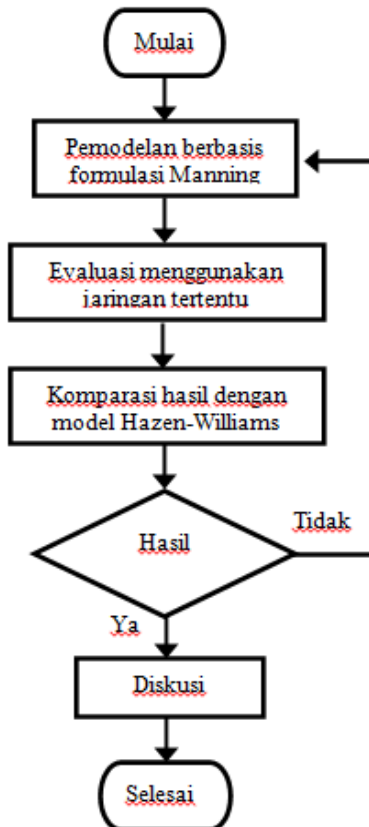 Mulai
Pemodelan berbasis
formulasi Manning
Evaluasi menggunakan
jaringan tertentu
Komparasi hasil dengan
model Hazen-Williams
Hasil
Tidak
Ya
Diskusi
Selesai